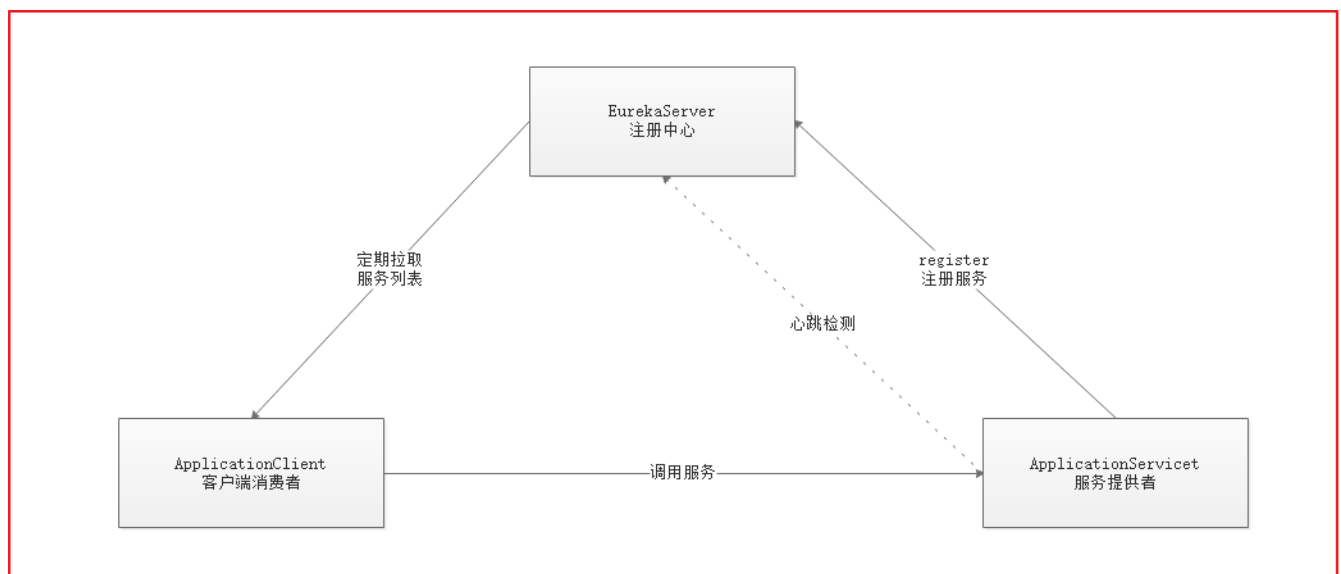 EurekaServer
注册中心
定期拉取
服务列表
register
注册服务
心跳检测
ApplicationClient
客户端消费者
调用服务
ApplicationServicet
服务提供者